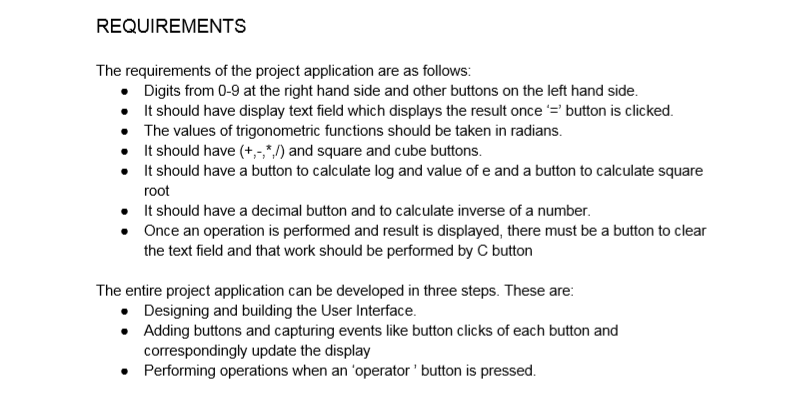 REQUIREMENTS
The requirements of the project application are as follows:
● Digits from 0-9 at the right hand side and other buttons on the left hand side.
● It should have display text field which displays the result once ‘=’ button is clicked.
● The values of trigonometric functions should be taken in radians.
● It should have (+,-,*,/) and square and cube buttons.
● It should have a button to calculate log and value of e and a button to calculate square
root
● It should have a decimal button and to calculate inverse of a number.
● Once an operation is performed and result is displayed, there must be a button to clear
the text field and that work should be performed by C button
The entire project application can be developed in three steps. These are:
● Designing and building the User Interface.
● Adding buttons and capturing events like button clicks of each button and
correspondingly update the display
● Performing operations when an ‘operator ’ button is pressed.